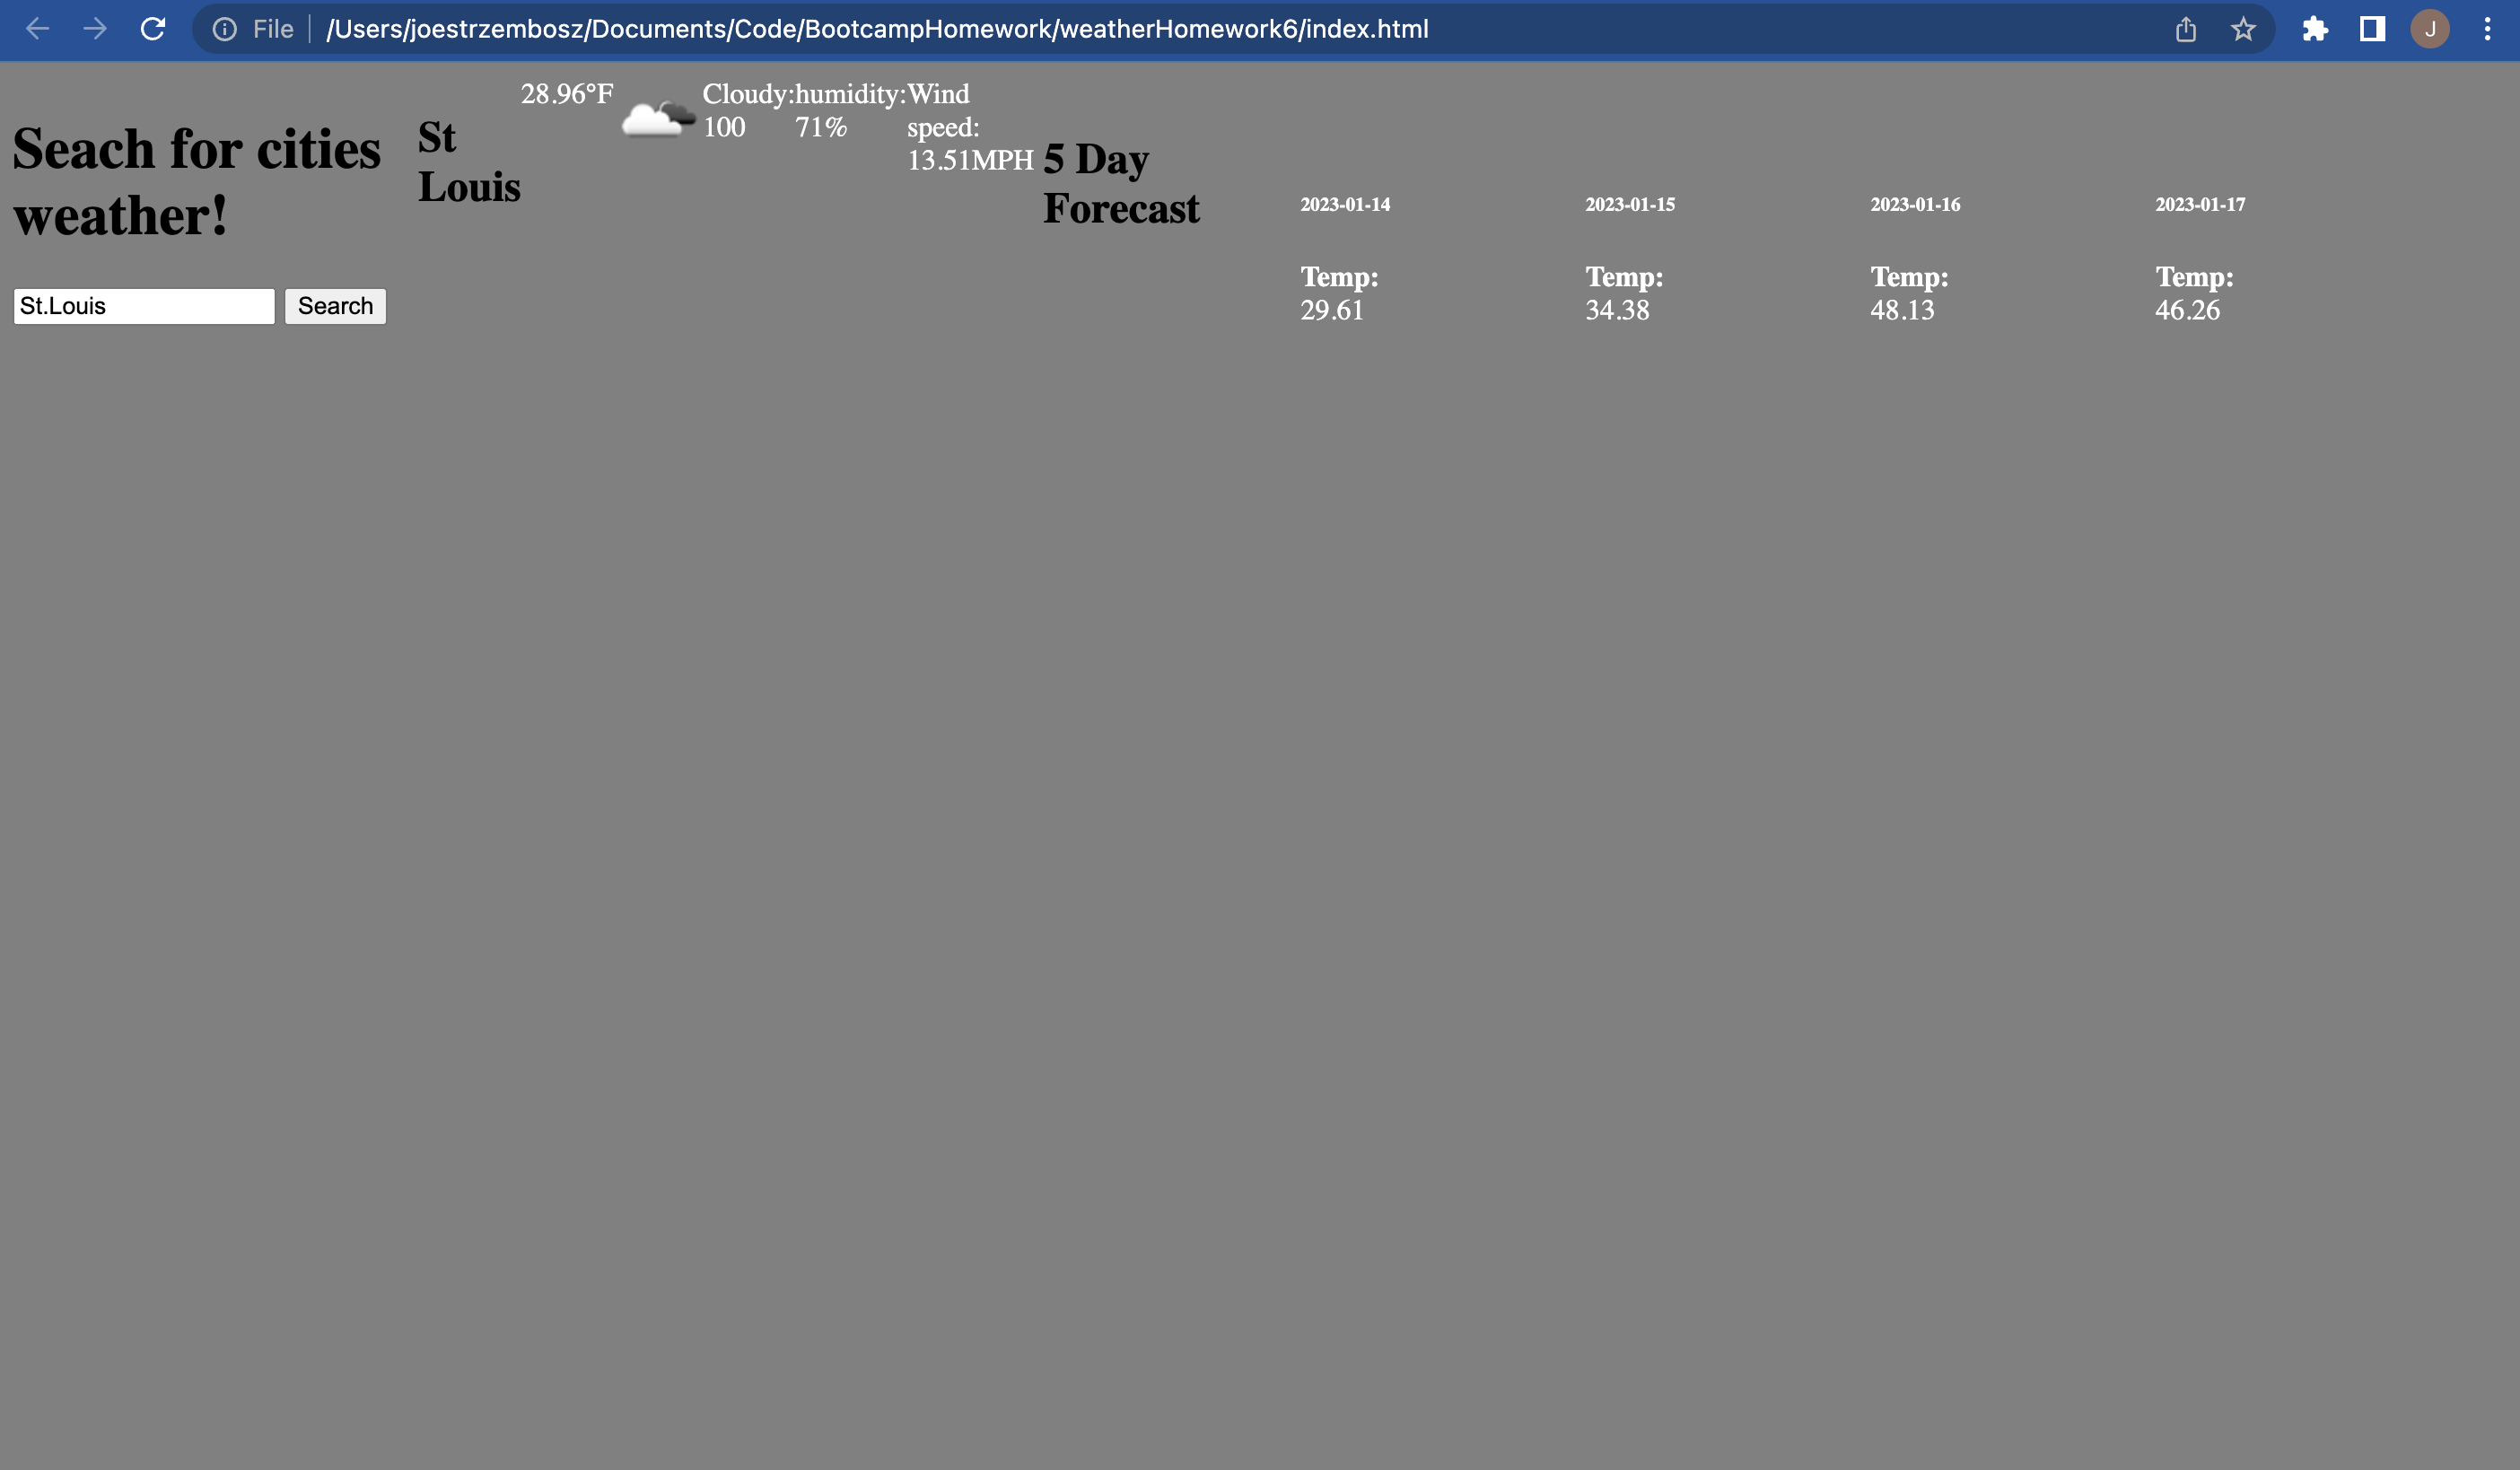 File /Users/joestrzembosz/Documents/Code/BootcampHomework/weatherHomework6/index.html
J
Seach for cities
weather!
St.Louis Search
St
Louis
28.96°F
Cloudy:
100
humidity:
71%
Wind
speed:
13.51MPH
5 Day
Forecast
2023-01-14
Temp:
29.61
2023-01-15
Temp:
34.38
2023-01-16
Temp:
48.13
2023-01-17
Temp:
46.26